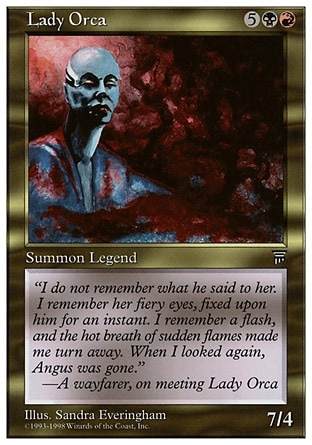 Lady Orca 5
Summon Legend
“I do not remember what he said to her.
I remember her fiery eyes, fixed upon
him for an instant. I remember a flash,
and the hot breath of sudden flames made
me turn away. When I looked again,
Angus was gone.”
—A wayfarer, on meeting Lady Orca
Illus. Sandra Everingham
©1993-1998 Wizards of the Coast, Inc.
7/4